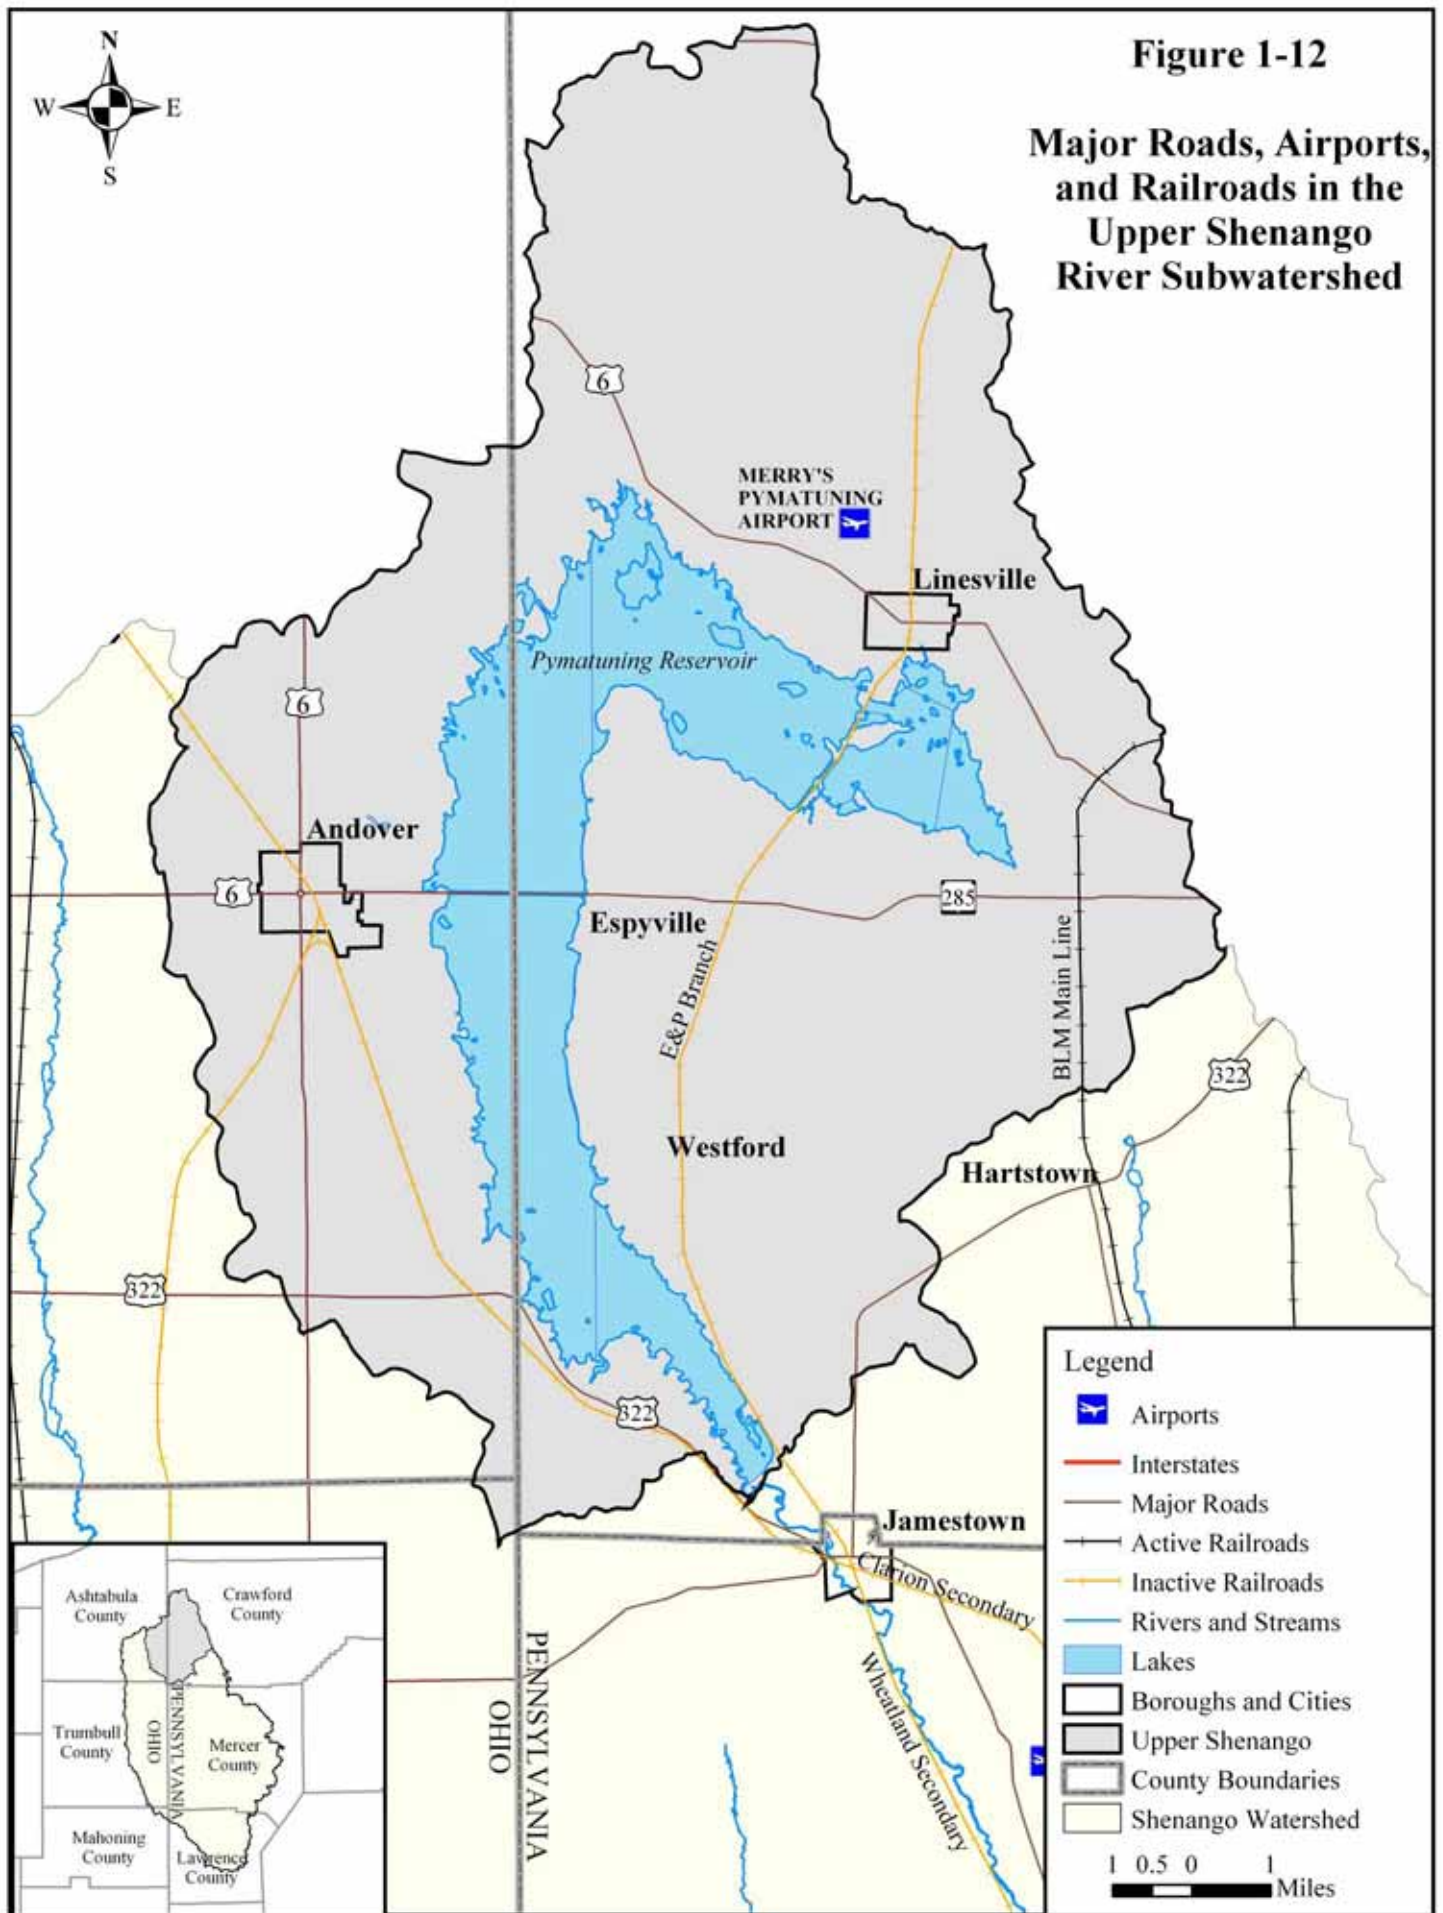 Figure 1-12
Major Roads, Airports,
and Railroads in the
Upper Shenango
River Subwatershed
N
W
E
S
6
MERRY'S
PYMATUNING
AIRPORT
Linesville
Pymatuning Reservoir
6
Andover
6
285
Espyville
E&P Branch
BLM Main Line
322
Westford
Hartstown
322
322
Jamestown
Clarion Secondary
Wheatland Secondary
PENNSYLVANIA
OHIO
Legend
Airports
Interstates
Major Roads
Active Railroads
Inactive Railroads
Rivers and Streams
Lakes
Boroughs and Cities
Upper Shenango
County Boundaries
Shenango Watershed
1 0.5 0 1
Miles
Ashtabula
County
Crawford
County
Trumbull
County
OHIO
PENNSYLVANIA
Mercer
County
Mahoning
County
Lawrence
County